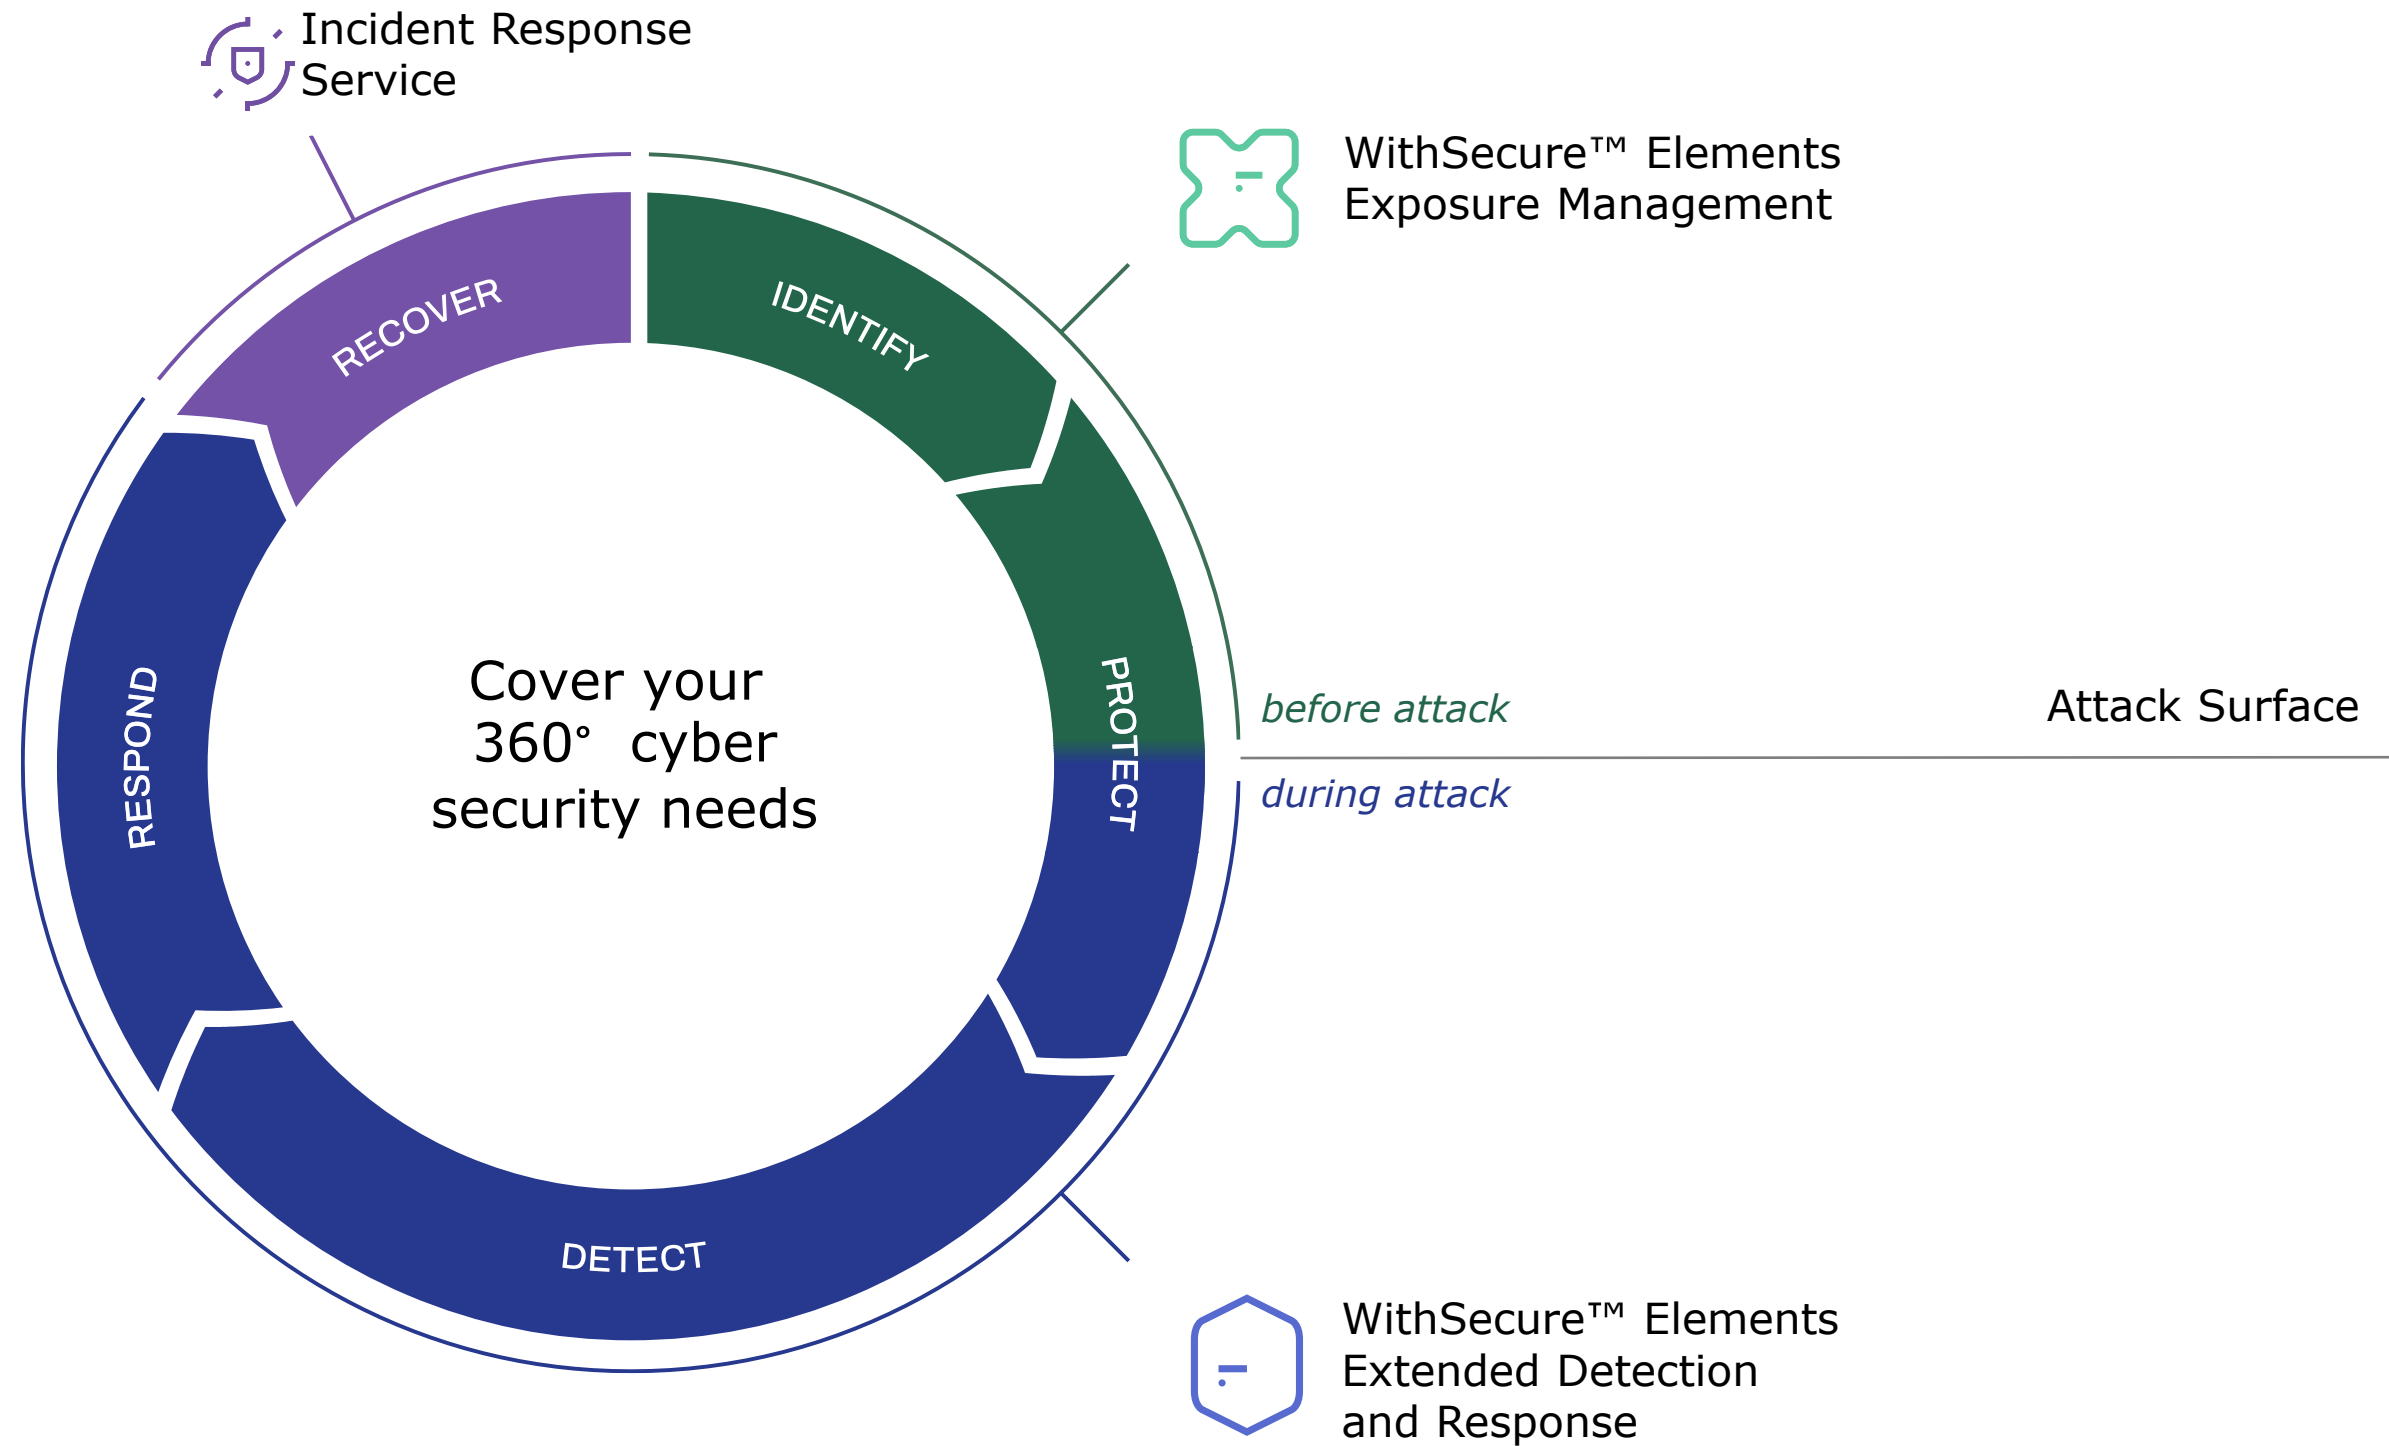 Incident Response
Service
WithSecure™ Elements
Exposure Management
RECOVER
IDENTIFY
RESPOND
PROTECT
Cover your
360° cyber
security needs
before attack
Attack Surface
during attack
DETECT
WithSecure™ Elements
Extended Detection
and Response